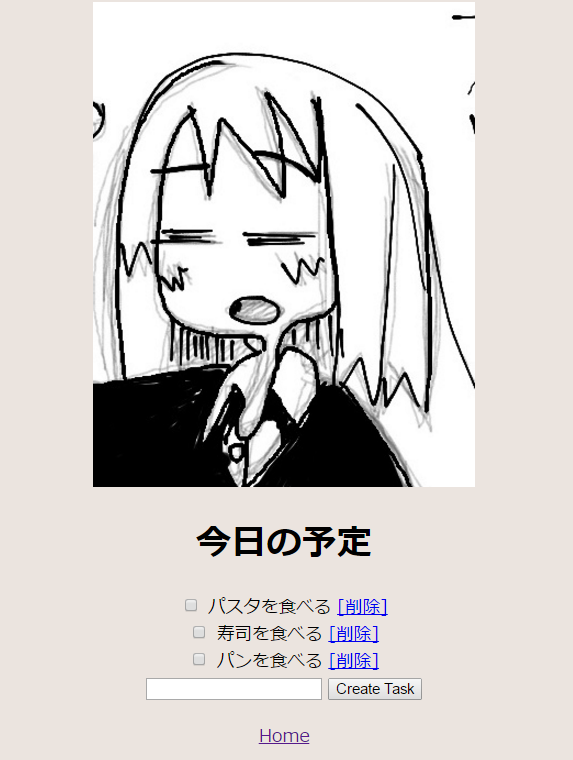 今日の予定
パスタを食べる [削除]
寿司を食べる [削除]
パンを食べる [削除]
Create Task
Home